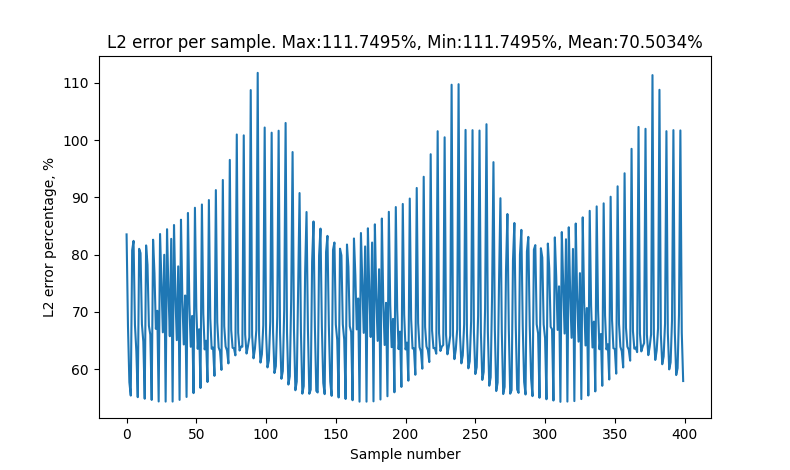 L2 error per sample. Max:111.7495%, Min:111.7495%, Mean:70.5034%
110
100
90
80
70
60
L2 error percentage, %
0 50 100 150 200 250 300 350 400
Sample number